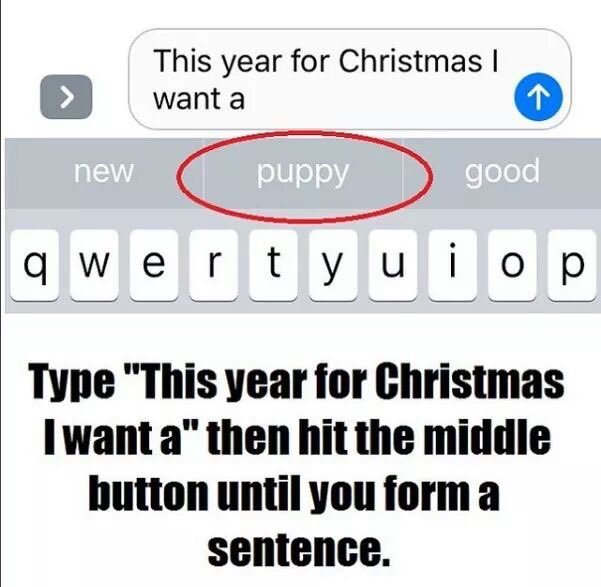 This year for Christmas I
want a
new puppy good
q w e r t y u i o p
Type "This year for Christmas
I want a" then hit the middle
button until you form a
sentence.